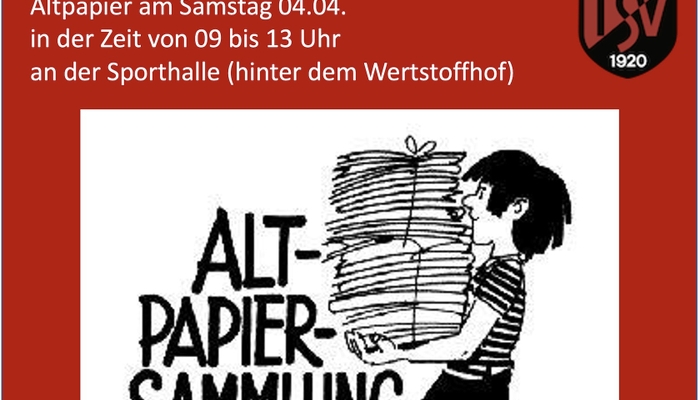 Altpapier am Samstag 04.04.
in der Zeit von 09 bis 13 Uhr
an der Sporthalle (hinter dem Wertstoffhof)
TSV
1920
ALT-
PAPIER-
SAMMLUNG